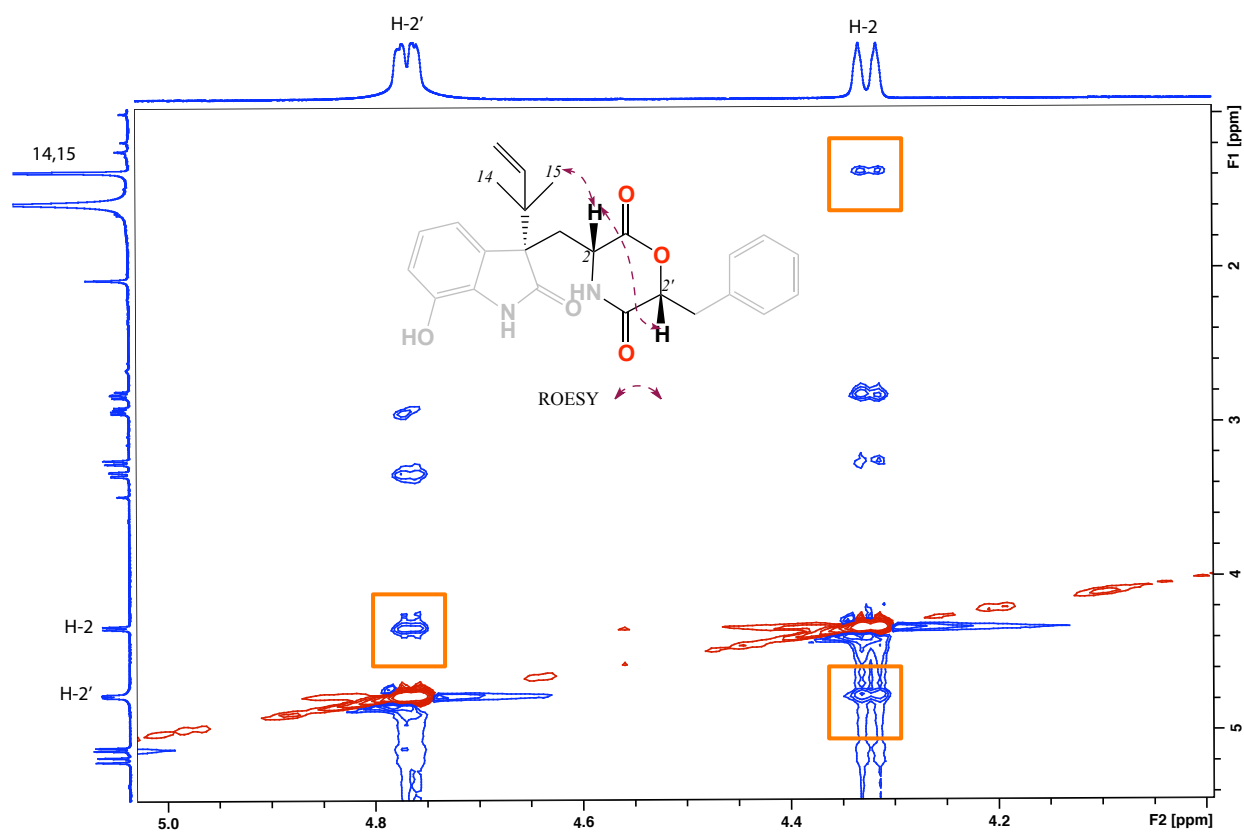 H-2’
H-2
14,15
F1 [ppm]
14
15
H
O
2
O
HN
2'
N
H
O
O
H
HO
ROESY
2
3
4
5
H-2
H-2’
5.0
4.8
4.6
4.4
4.2
F2 [ppm]